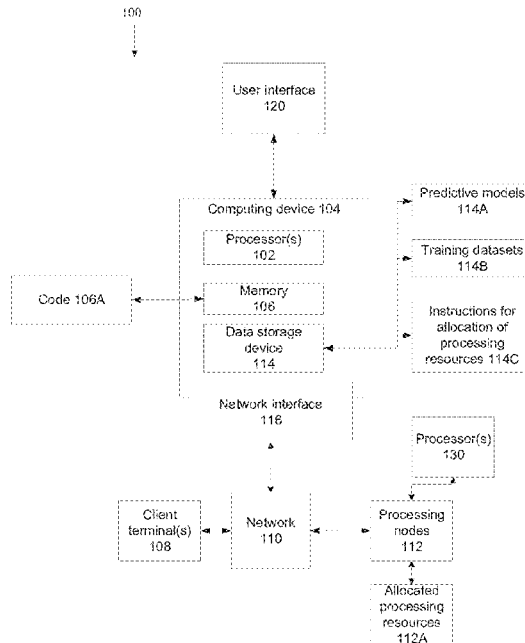 100
User interface
120
Computing device 104
Processor(s)
102
Memory
106
Data storage
device
114
Code 106A
Predictive models
114A
Training datasets
114B
Instructions for
allocation of
processing
resources 114C
Network interface
116
Processor(s)
130
Client
terminal(s)
108
Network
110
Processing
nodes
112
Allocated
processing
resources
112A